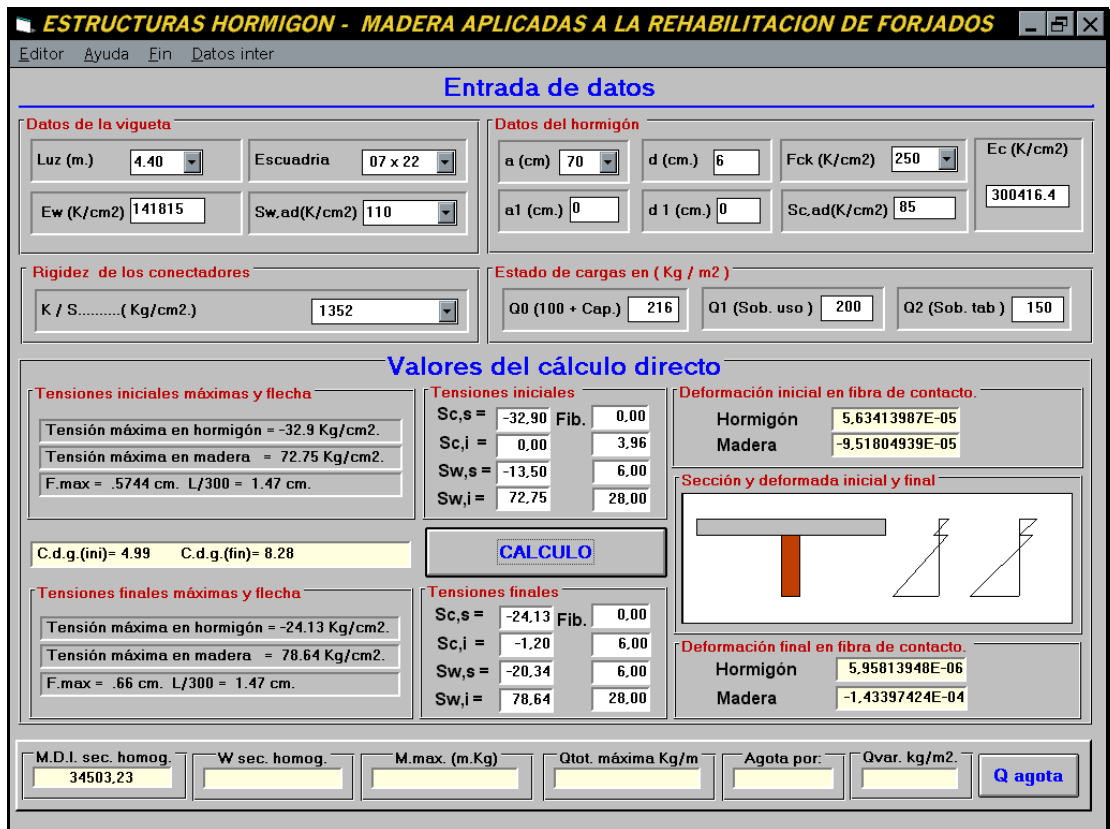 ESTRUCTURAS HORMIGON - MADERA APLICADAS A LA REHABILITACION DE FORJADOS
Editor Ayuda Fin Datos inter
Entrada de datos
Datos de la vigueta
Luz (m.) 4.40 Escuadria 07 x 22
Ew (K/cm2) 141815 Sw,ad(K/cm2) 110
Datos del hormigón
a (cm) 70 d (cm.) 6 Fck (K/cm2) 250 Ec (K/cm2)
a1 (cm.) 0 d 1 (cm.) 0 Sc,ad(K/cm2) 85 300416.4
Rigidez de los conectadores
K / S.........( Kg/cm2.) 1352
Estado de cargas en ( Kg / m2 )
Q0 (100 + Cap.) 216 Q1 (Sob. uso ) 200 Q2 (Sob. tab ) 150
Valores del cálculo directo
Tensiones iniciales máximas y flecha
Tensión máxima en hormigón = -32.9 Kg/cm2.
Tensión máxima en madera = 72.75 Kg/cm2.
F.max = .5744 cm. L/300 = 1.47 cm.
Tensiones iniciales
Sc,s = -32,90 Fib. 0,00
Sc,i = 0,00 3,96
Sw,s = -13,50 6,00
Sw,i = 72,75 28,00
Deformación inicial en fibra de contacto.
Hormigón 5,63413987E-05
Madera -9,51804939E-05
Sección y deformada inicial y final
C.d.g.(ini)= 4.99 C.d.g.(fin)= 8.28
CALCULO
Tensiones finales máximas y flecha
Tensión máxima en hormigón = -24.13 Kg/cm2.
Tensión máxima en madera = 78.64 Kg/cm2.
F.max = .66 cm. L/300 = 1.47 cm.
Tensiones finales
Sc,s = -24,13 Fib. 0,00
Sc,i = -1,20 6,00
Sw,s = -20,34 6,00
Sw,i = 78,64 28,00
Deformación final en fibra de contacto.
Hormigón 5,95813948E-06
Madera -1,43397424E-04
M.D.I. sec. homog. W sec. homog. M.max. (m.Kg) Qtot. máxima Kg/m Agota por: Qvar. kg/m2.
34503,23 Q agota